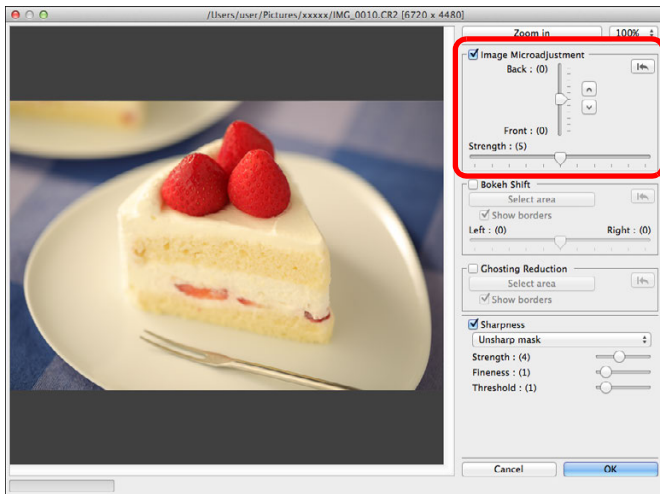 /Users/user/Pictures/xxxxx/IMG_0010.CR2 [6720 x 4480]
Zoom in 100%
Image Microadjustment
Back : (0)
Front : (0)
Strength : (5)
Bokeh Shift
Select area
Show borders
Left : (0) Right : (0)
Ghosting Reduction
Select area
Show borders
Sharpness
Unsharp mask
Strength : (4)
Fineness : (1)
Threshold : (1)
Cancel OK